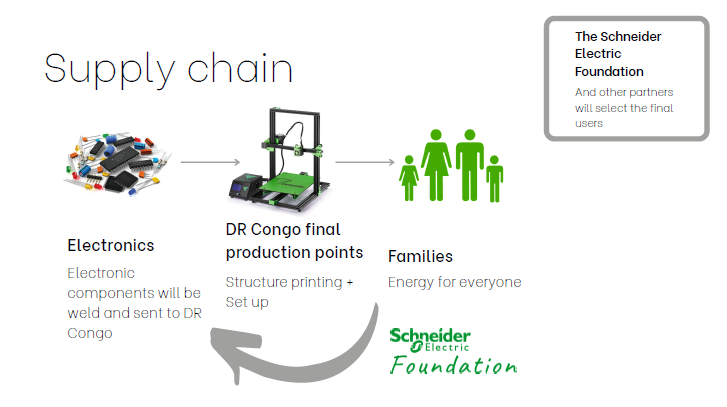 Supply chain
The Schneider
Electric
Foundation
And other partners
will select the final
users
Electronics
Electronic
components will be
weld and sent to DR
Congo
DR Congo final
production points
Structure printing +
Set up
Families
Energy for everyone
Schneider
Electric
Foundation